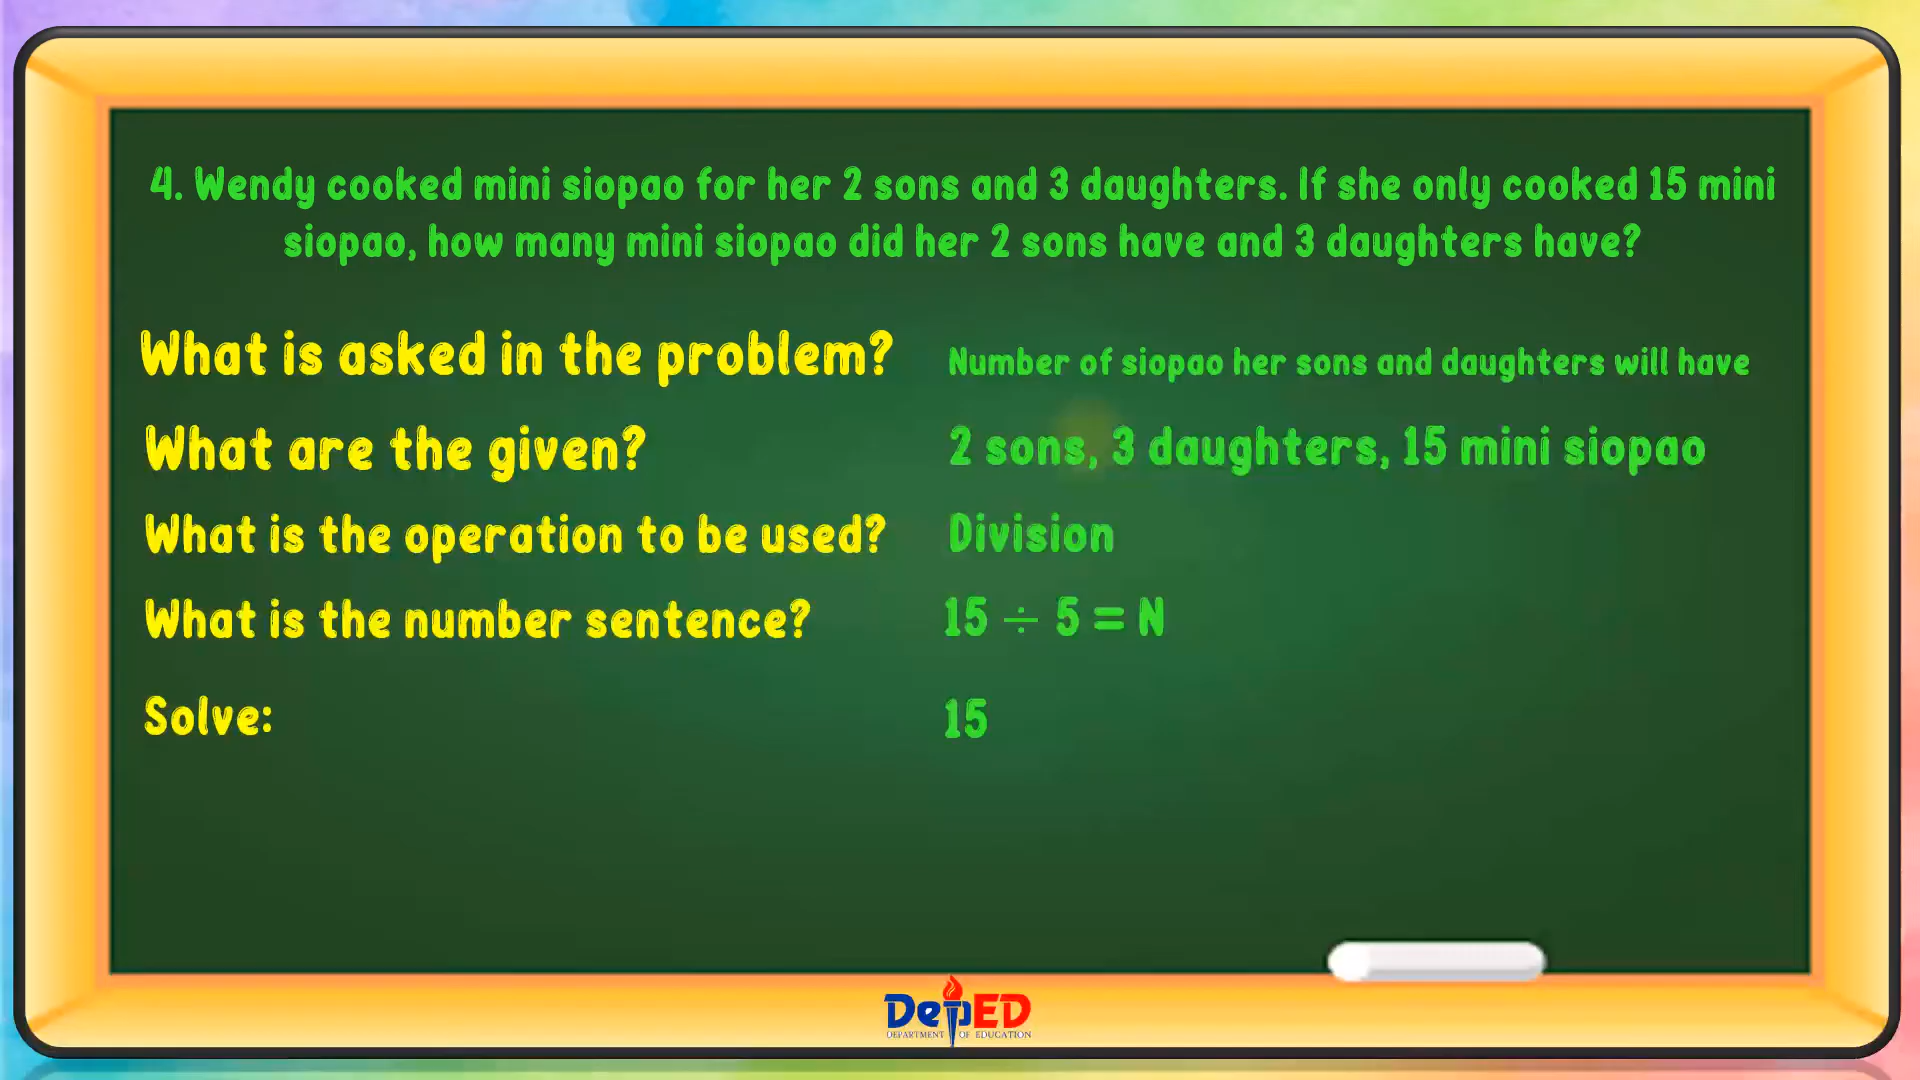 4. Wendy cooked mini siopao for her 2 sons and 3 daughters. If she only cooked 15 mini
siopao, how many mini siopao did her 2 sons have and 3 daughters have?
What is asked in the problem? Number of siopao her sons and daughters will have
What are the given? 2 sons, 3 daughters, 15 mini siopao
What is the operation to be used? Division
What is the number sentence? 15 ÷ 5 = N
Solve: 15
DepED
DEPARTMENT OF EDUCATION